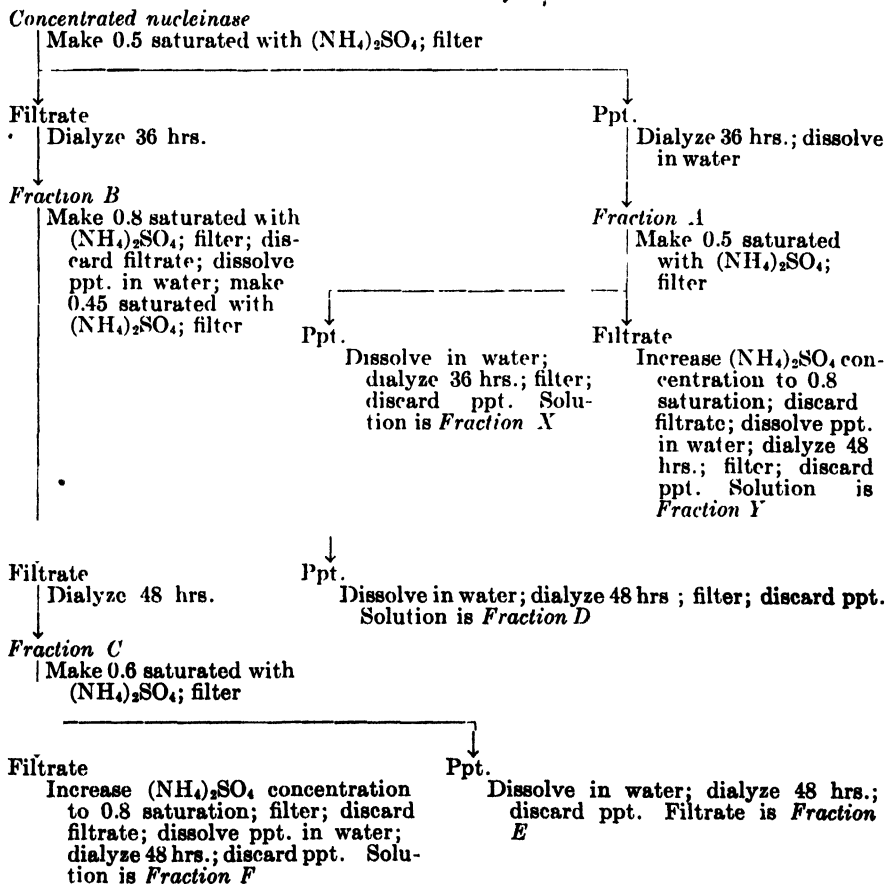 Concentrated nucleinase
Make 0.5 saturated with (NH₄)₂SO₄; filter
Filtrate
Dialyze 36 hrs.
Ppt.
Dialyze 36 hrs.; dissolve
in water
Fraction B
Make 0.8 saturated with
(NH₄)₂SO₄; filter; dis-
card filtrate; dissolve
ppt. in water; make
0.45 saturated with
(NH₄)₂SO₄; filter
Fraction A
Make 0.5 saturated
with (NH₄)₂SO₄;
filter
Ppt.
Dissolve in water;
dialyze 36 hrs.; filter;
discard ppt. Solu-
tion is Fraction X
Filtrate
Increase (NH₄)₂SO₄ con-
centration to 0.8
saturation; discard
filtrate; dissolve ppt.
in water; dialyze 48
hrs.; filter; discard
ppt. Solution is
Fraction Y
Filtrate
Dialyze 48 hrs.
Ppt.
Dissolve in water; dialyze 48 hrs ; filter; discard ppt.
Solution is Fraction D
Fraction C
Make 0.6 saturated with
(NH₄)₂SO₄; filter
Filtrate
Increase (NH₄)₂SO₄ concentration
to 0.8 saturation; filter; discard
filtrate; dissolve ppt. in water;
dialyze 48 hrs.; discard ppt. Solu-
tion is Fraction F
Ppt.
Dissolve in water; dialyze 48 hrs.;
discard ppt. Filtrate is Fraction
E